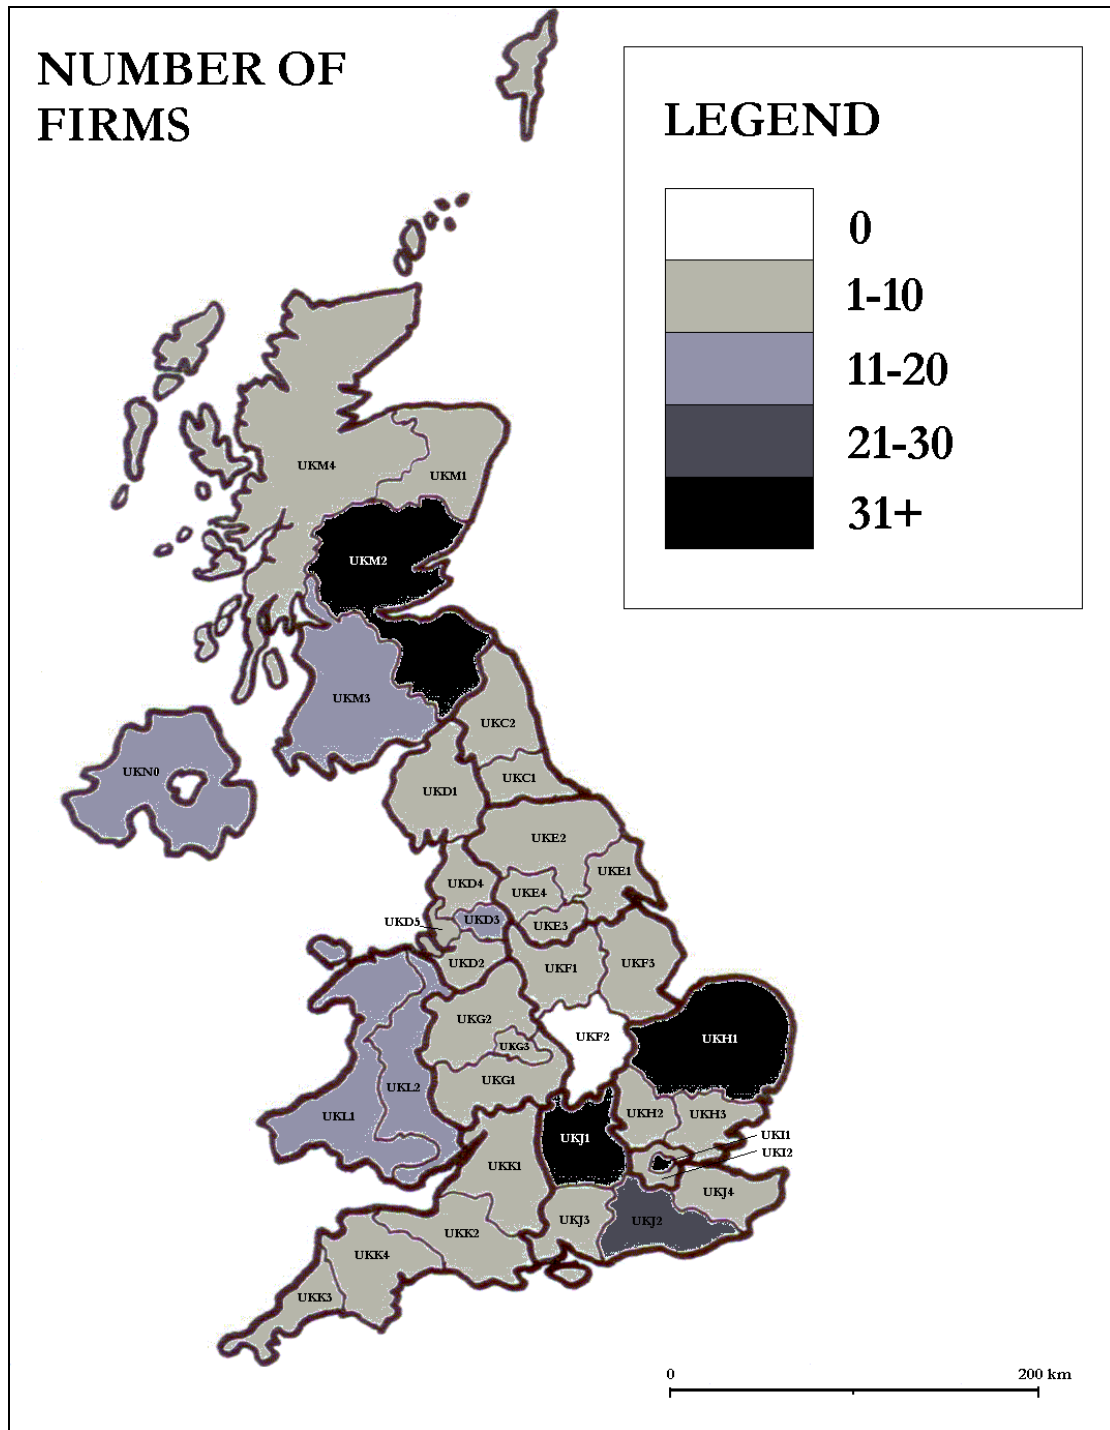 NUMBER OF
FIRMS
LEGEND
0
1-10
11-20
21-30
31+
UKM4
UKM1
UKM2
UKM3
UKC2
UKN0
UKC1
UKD1
UKE2
UKE1
UKD4
UKE4
UKD5
UKD3
UKE3
UKD2
UKF1
UKF3
UKG2
UKF2
UKH1
UKG3
UKG1
UKL2
UKL1
UKH2
UKH3
UKJ1
UKI1
UKI2
UKK1
UKJ4
UKJ3
UKJ2
UKK2
UKK4
UKK3
0 200 km